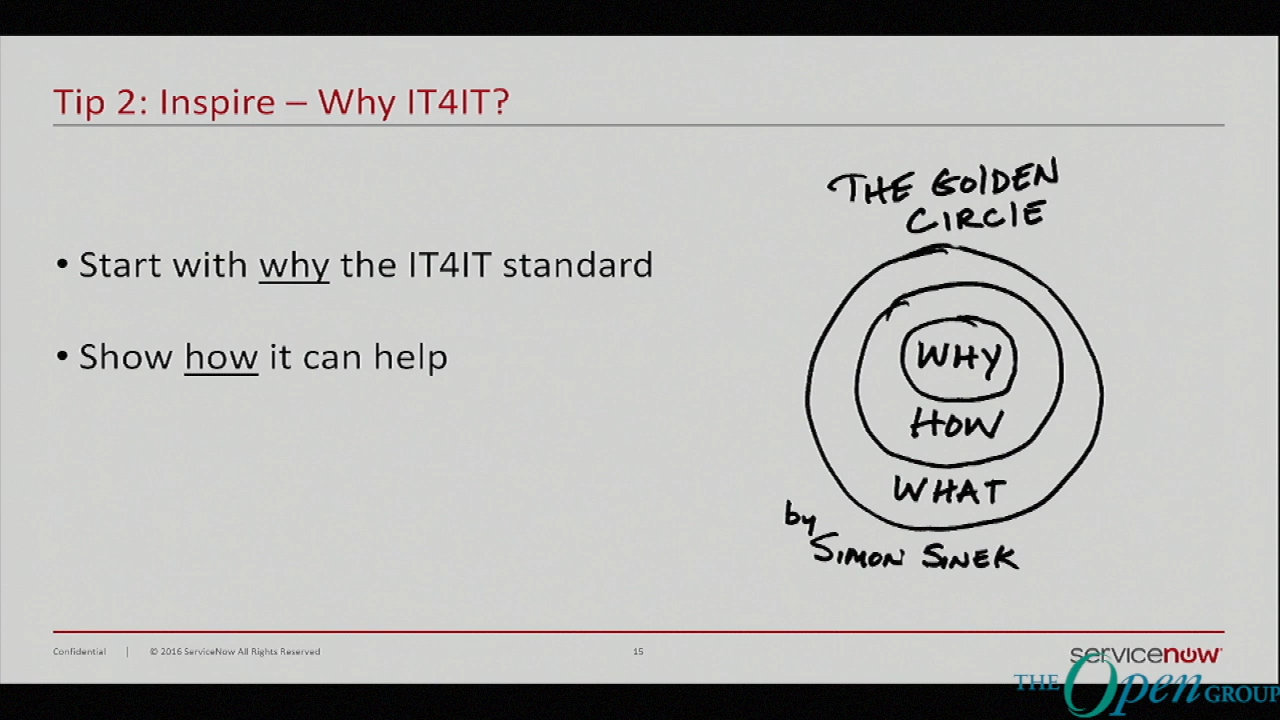 Tip 2: Inspire – Why IT4IT?
• Start with why the IT4IT standard
• Show how it can help
THE GOlDEN
CIRClE
WHY
HOW
WHAT
by
SIMON SINEK
Confidential | © 2016 ServiceNow All Rights Reserved
15
servicenow
THE Open GROUP